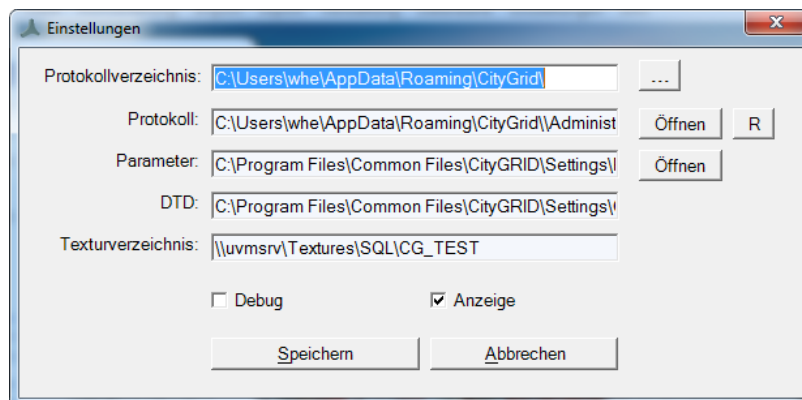 Einstellungen
Protokollverzeichnis: C:\Users\whe\AppData\Roaming\CityGrid\ ...
Protokoll: C:\Users\whe\AppData\Roaming\CityGrid\\Administ Öffnen R
Parameter: C:\Program Files\Common Files\CityGRID\Settings\ Öffnen
DTD: C:\Program Files\Common Files\CityGRID\Settings\
Texturverzeichnis: \\uvmsrv\Textures\SQL\CG_TEST
Debug Anzeige
Speichern Abbrechen